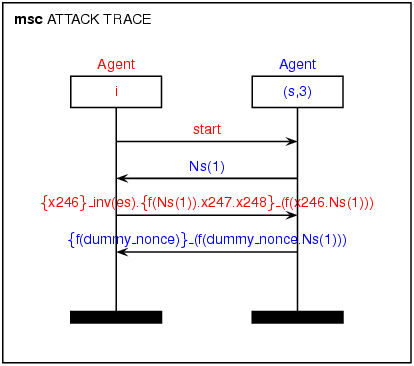 msc ATTACK TRACE
Agent Agent
i (s,3)
start
Ns(1)
{x246}_inv(es).{f(Ns(1)).x247.x248}_(f(x246.Ns(1)))
{f(dummy_nonce)}_(f(dummy_nonce.Ns(1)))